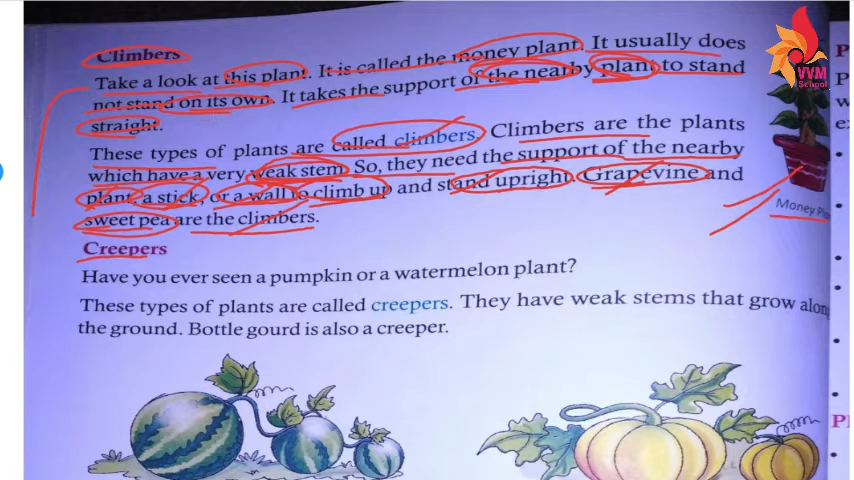 Climbers
Take a look at this plant. It is called the money plant. It usually does
not stand on its own. It takes the support of the nearby plant to stand
straight.
These types of plants are called climbers. Climbers are the plants
which have a very weak stem. So, they need the support of the nearby
plant, a stick, or a wall to climb up and stand upright. Grapevine and
sweet pea are the climbers.
Creepers
Have you ever seen a pumpkin or a watermelon plant?
These types of plants are called creepers. They have weak stems that grow along
the ground. Bottle gourd is also a creeper.
VVM
School
Money